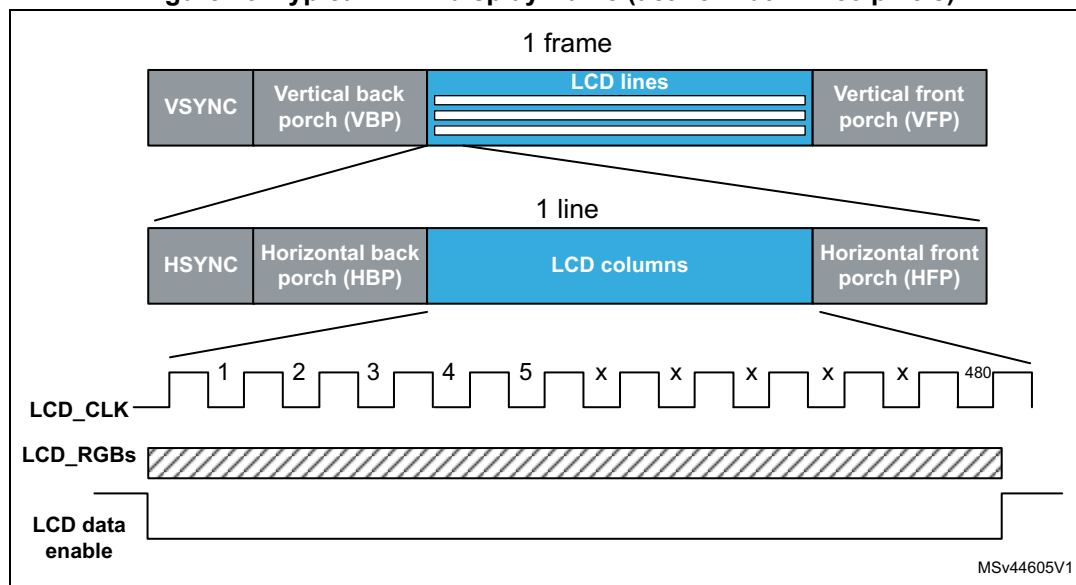 1 frame
VSYNC
Vertical back
porch (VBP)
LCD lines
Vertical front
porch (VFP)
1 line
HSYNC
Horizontal back
porch (HBP)
LCD columns
Horizontal front
porch (HFP)
1 2 3 4 5 x x x x x 480
LCD_CLK
LCD_RGBs
LCD data
enable
MSv44605V1